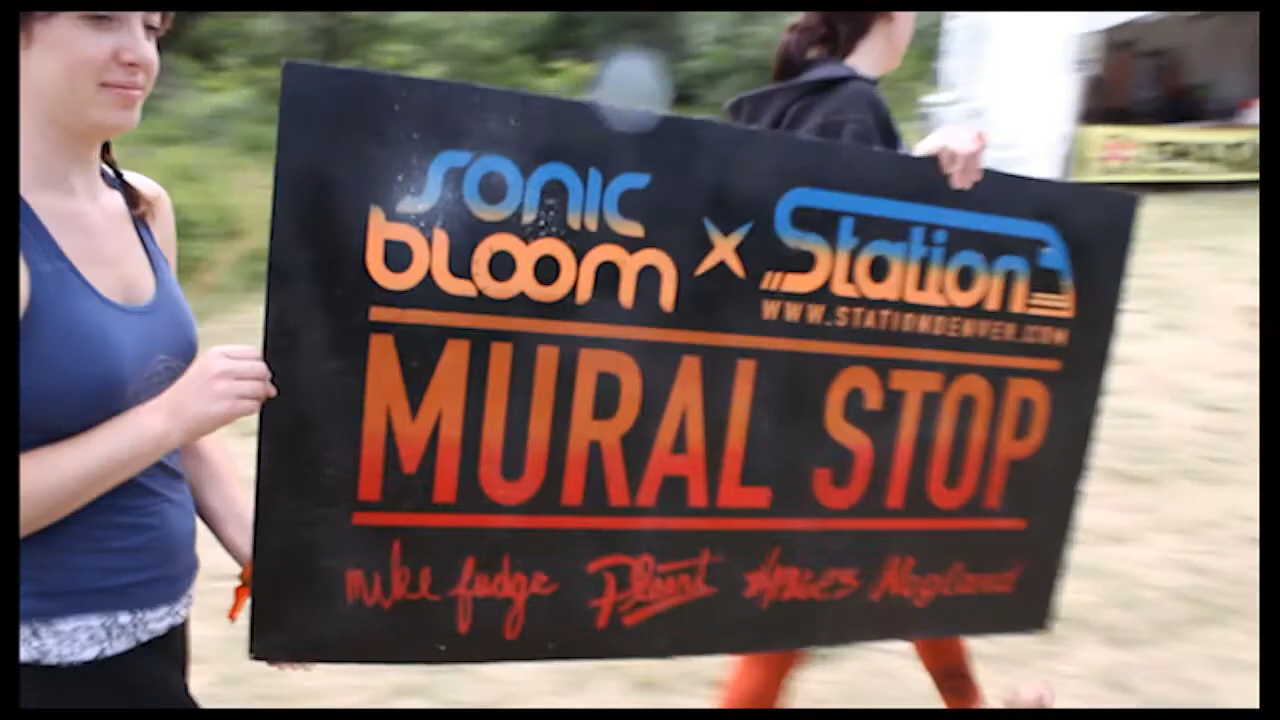 sonic
bloom x Station
WWW.STATIONDENVER.COM
MURAL STOP
mike fudge